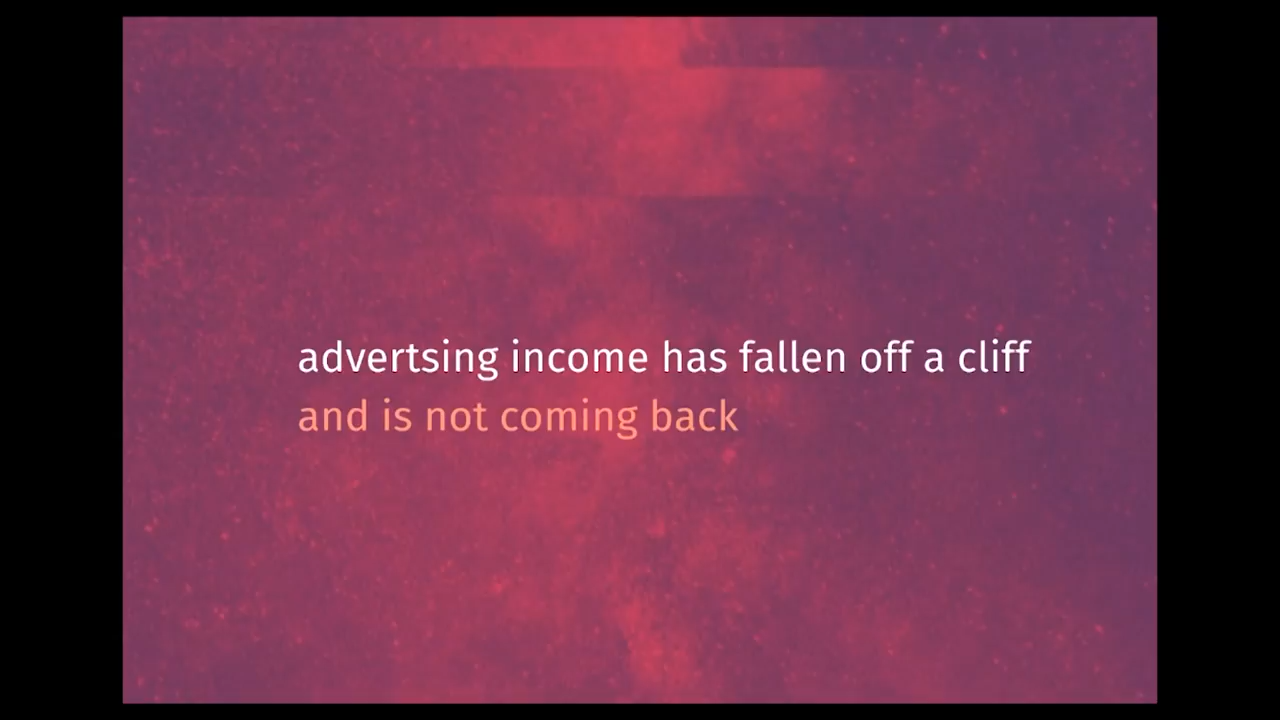 advertsing income has fallen off a cliff
and is not coming back